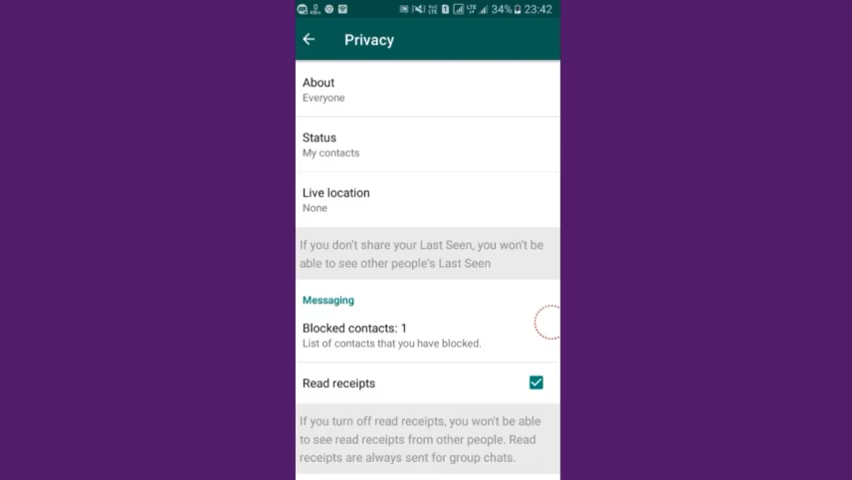 34% 23:42
Privacy
About
Everyone
Status
My contacts
Live location
None
If you don't share your Last Seen, you won't be
able to see other people's Last Seen
Messaging
Blocked contacts: 1
List of contacts that you have blocked.
Read receipts
If you turn off read receipts, you won't be able
to see read receipts from other people. Read
receipts are always sent for group chats.